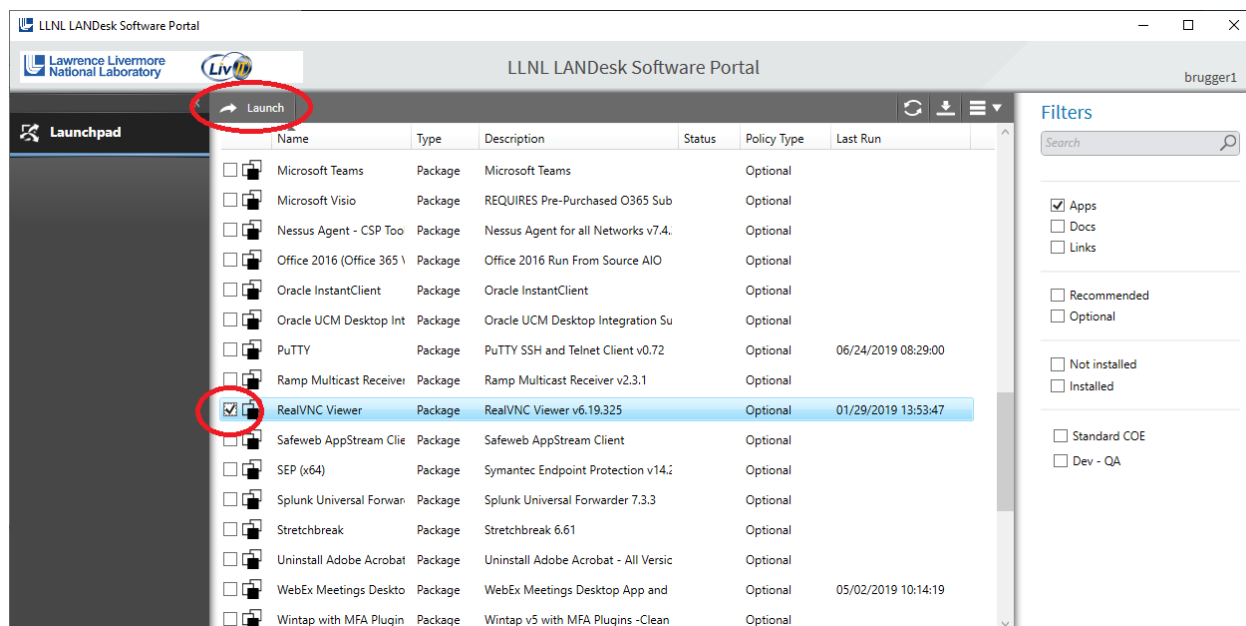 LLNL LANDesk Software Portal
Lawrence Livermore National Laboratory
Liv
LLNL LANDesk Software Portal
brugger1
Launchpad
Launch
Name Type Description Status Policy Type Last Run
Microsoft Teams Package Microsoft Teams Optional
Microsoft Visio Package REQUIRES Pre-Purchased O365 Sub Optional
Nessus Agent - CSP Too Package Nessus Agent for all Networks v7.4. Optional
Office 2016 (Office 365 \ Package Office 2016 Run From Source AIO Optional
Oracle InstantClient Package Oracle InstantClient Optional
Oracle UCM Desktop Int Package Oracle UCM Desktop Integration Su Optional
PuTTY Package PuTTY SSH and Telnet Client v0.72 Optional 06/24/2019 08:29:00
Ramp Multicast Receiver Package Ramp Multicast Receiver v2.3.1 Optional
RealVNC Viewer Package RealVNC Viewer v6.19.325 Optional 01/29/2019 13:53:47
Safeweb AppStream Clie Package Safeweb AppStream Client Optional
SEP (x64) Package Symantec Endpoint Protection v14.2 Optional
Splunk Universal Forwar Package Splunk Universal Forwarder 7.3.3 Optional
Stretchbreak Package Stretchbreak 6.61 Optional
Uninstall Adobe Acrobat Package Uninstall Adobe Acrobat - All Versic Optional
WebEx Meetings Deskto Package WebEx Meetings Desktop App and Optional 05/02/2019 10:14:19
Wintap with MFA Plugin Package Wintap v5 with MFA Plugins -Clean Optional
Filters
Search
Apps
Docs
Links
Recommended
Optional
Not installed
Installed
Standard COE
Dev - QA